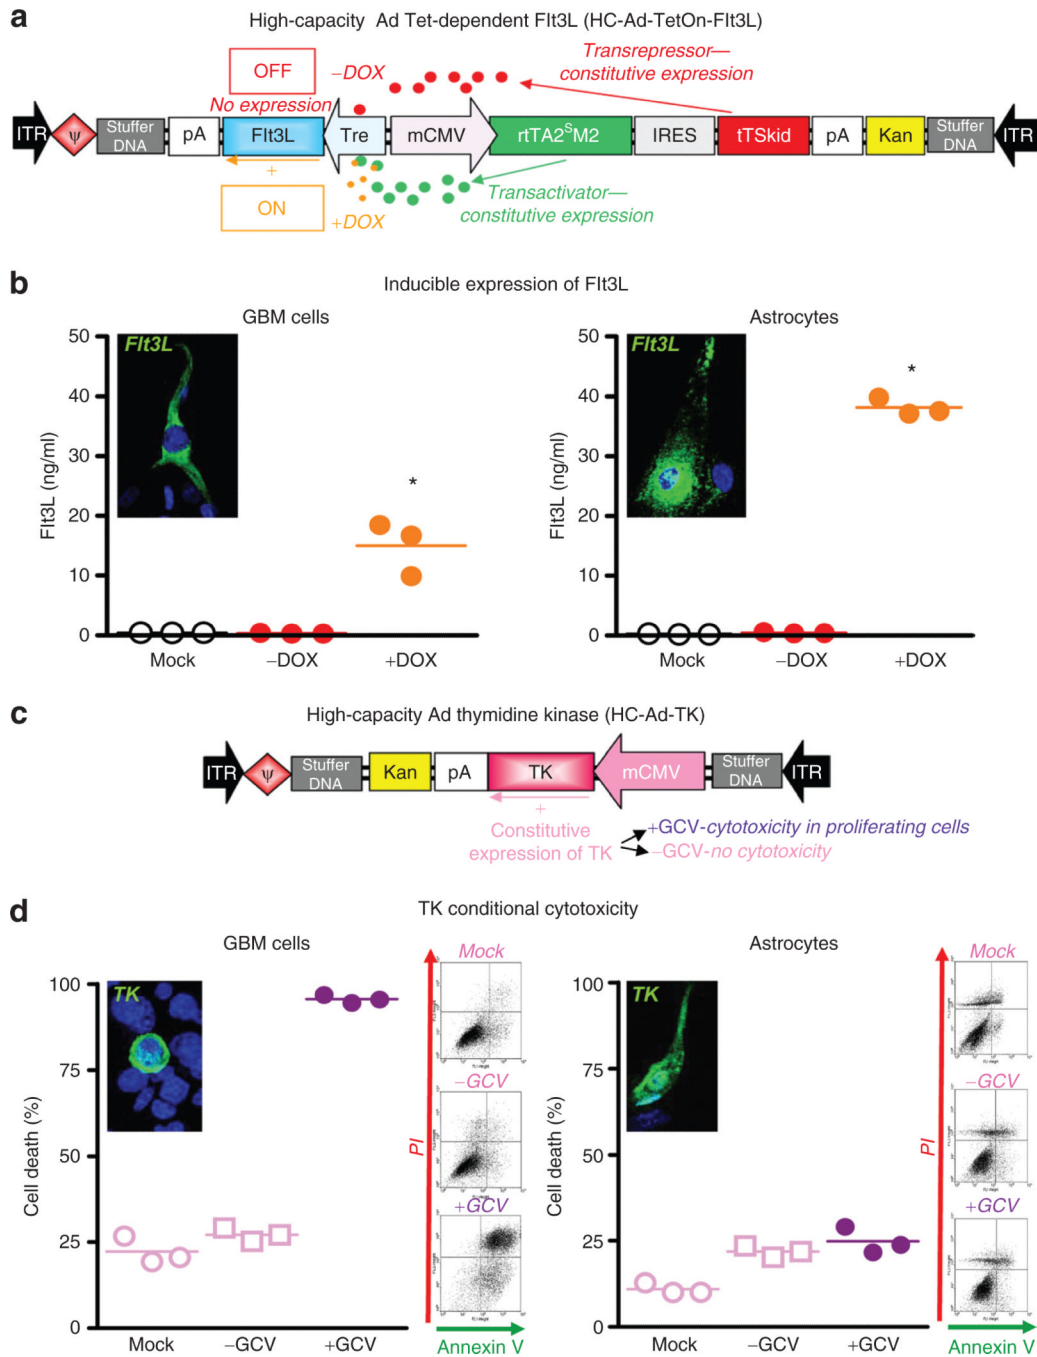 a
High-capacity Ad Tet-dependent Flt3L (HC-Ad-TetOn-Flt3L)
OFF
–DOX
Transrepressor—
constitutive expression
No expression
ITR
ψ
Stuffer
DNA
pA
Flt3L
Tre
mCMV
rtTA2ˢM2
IRES
tTSkid
pA
Kan
Stuffer
DNA
ITR
+
ON
+DOX
Transactivator—
constitutive expression
b
Inducible expression of Flt3L
GBM cells
Flt3L
Flt3L (ng/ml)
50
40
30
20
10
0
*
Mock
–DOX
+DOX
Astrocytes
Flt3L
Flt3L (ng/ml)
50
40
30
20
10
0
*
Mock
–DOX
+DOX
c
High-capacity Ad thymidine kinase (HC-Ad-TK)
ITR
ψ
Stuffer
DNA
Kan
pA
TK
mCMV
Stuffer
DNA
ITR
+
Constitutive
expression of TK
+GCV-cytotoxicity in proliferating cells
–GCV-no cytotoxicity
d
TK conditional cytotoxicity
GBM cells
TK
Cell death (%)
100
75
50
25
0
Mock
–GCV
+GCV
Mock
–GCV
+GCV
PI
Annexin V
Astrocytes
TK
Cell death (%)
100
75
50
25
0
Mock
–GCV
+GCV
Mock
–GCV
+GCV
PI
Annexin V